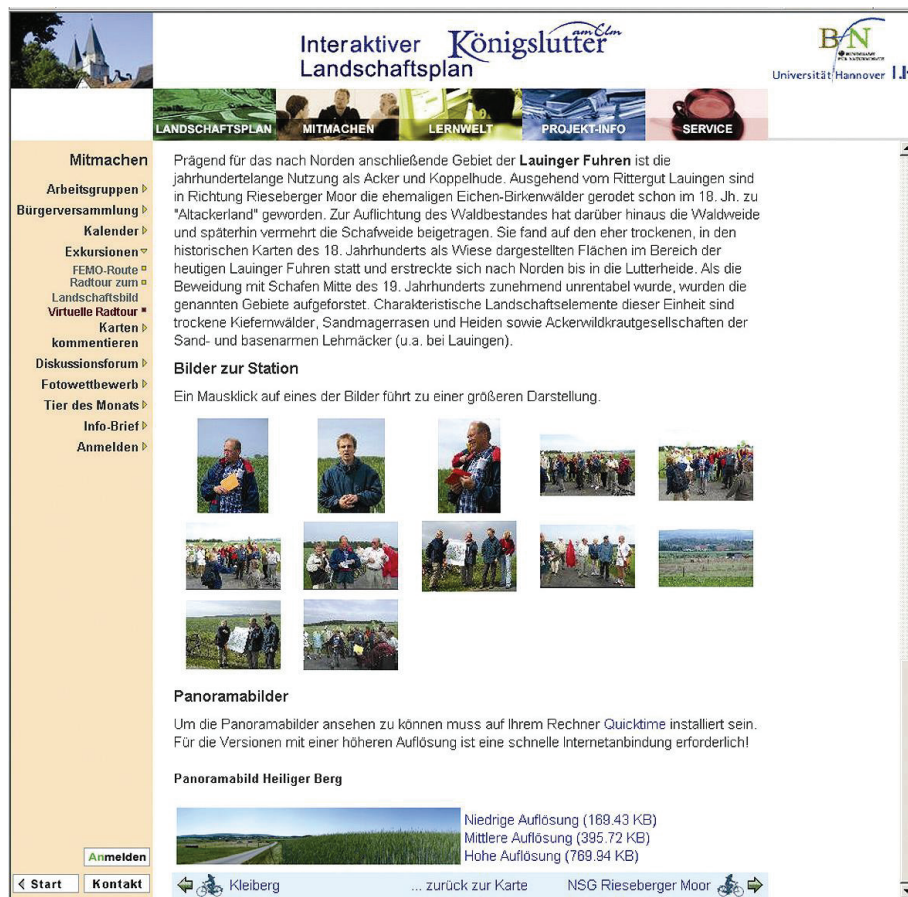 Interaktiver
Landschaftsplan
Königslutter
am Elm
BfN
Universität Hannover
LANDSCHAFTSPLAN
MITMACHEN
LERNWELT
PROJEKT-INFO
SERVICE
Mitmachen
Arbeitsgruppen
Bürgerversammlung
Kalender
Exkursionen
FEMO-Route
Radtour zum
Landschaftsbild
Virtuelle Radtour
Karten
kommentieren
Diskussionsforum
Fotowettbewerb
Tier des Monats
Info-Brief
Anmelden
Prägend für das nach Norden anschließende Gebiet der Lauinger Fuhren ist die
jahrhundertelange Nutzung als Acker und Koppelhude. Ausgehend vom Rittergut Lauingen sind
in Richtung Rieseberger Moor die ehemaligen Eichen-Birkenwälder gerodet schon im 18. Jh. zu
"Altackerland" geworden. Zur Auflichtung des Waldbestandes hat darüber hinaus die Waldweide
und späterhin vermehrt die Schafweide beigetragen. Sie fand auf den eher trockenen, in den
historischen Karten des 18. Jahrhunderts als Wiese dargestellten Flächen im Bereich der
heutigen Lauinger Fuhren statt und erstreckte sich nach Norden bis in die Lutterheide. Als die
Beweidung mit Schafen Mitte des 19. Jahrhunderts zunehmend unrentabel wurde, wurden die
genannten Gebiete aufgeforstet. Charakteristische Landschaftselemente dieser Einheit sind
trockene Kiefernwälder, Sandmagerrasen und Heiden sowie Ackerwildkrautgesellschaften der
Sand- und basenarmen Lehmäcker (u.a. bei Lauingen).
Bilder zur Station
Ein Mausklick auf eines der Bilder führt zu einer größeren Darstellung.
Panoramabilder
Um die Panoramabilder ansehen zu können muss auf Ihrem Rechner Quicktime installiert sein.
Für die Versionen mit einer höheren Auflösung ist eine schnelle Internetanbindung erforderlich!
Panoramabild Heiliger Berg
Niedrige Auflösung (169.43 KB)
Mittlere Auflösung (395.72 KB)
Hohe Auflösung (769.94 KB)
Anmelden
Start
Kontakt
Kleiberg
... zurück zur Karte
NSG Rieseberger Moor